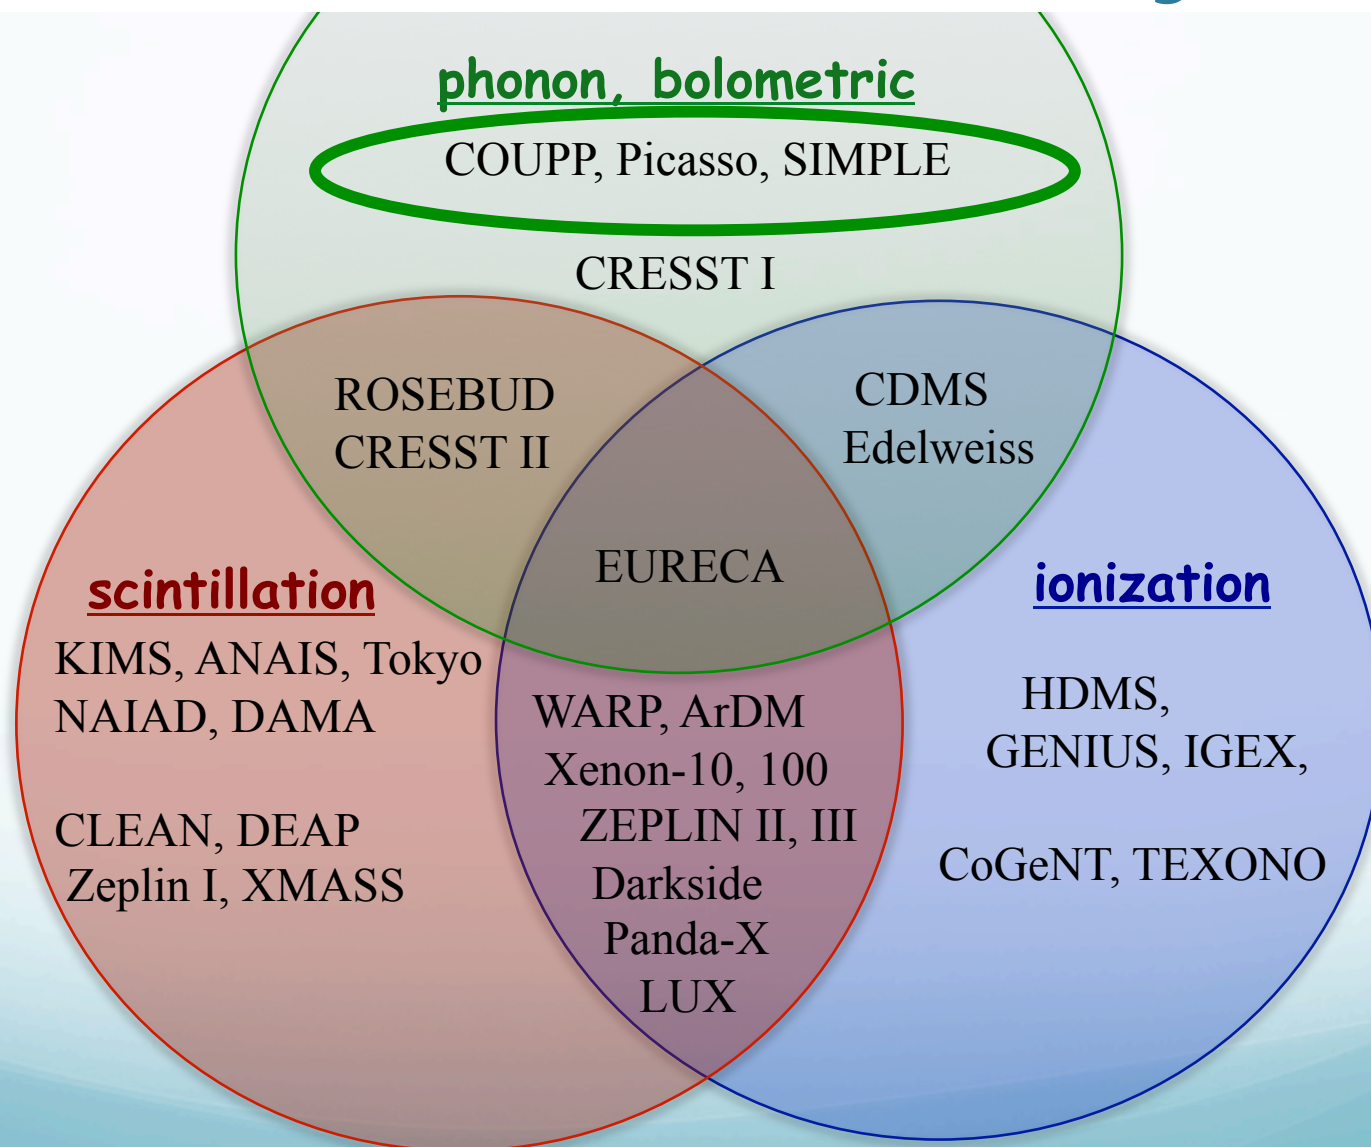 phonon, bolometric
COUPP, Picasso, SIMPLE
CRESST I
ROSEBUD
CRESST II
CDMS
Edelweiss
EURECA
scintillation
KIMS, ANAIS, Tokyo
NAIAD, DAMA
CLEAN, DEAP
Zeplin I, XMASS
WARP, ArDM
Xenon-10, 100
ZEPLIN II, III
Darkside
Panda-X
LUX
ionization
HDMS,
GENIUS, IGEX,
CoGeNT, TEXONO